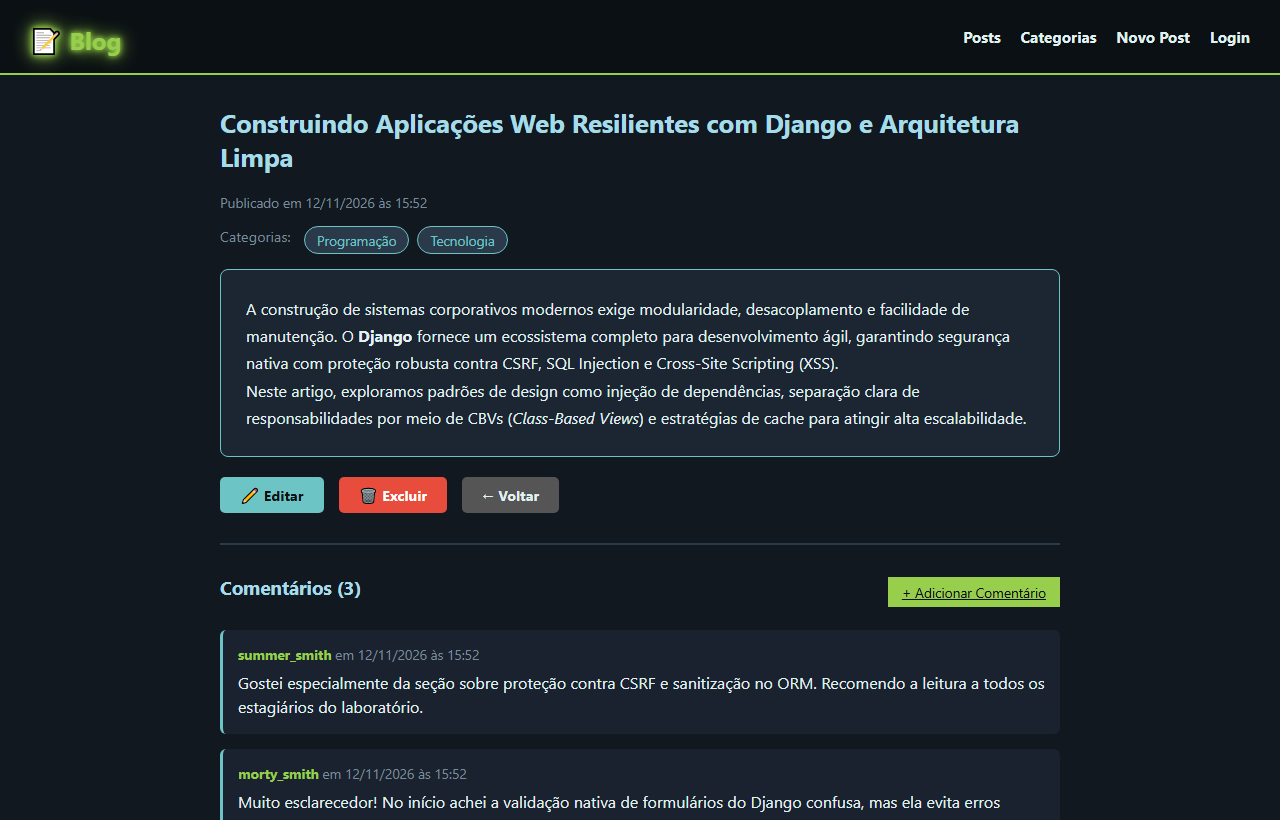 📝 Blog
Posts Categorias Novo Post Login
Construindo Aplicações Web Resilientes com Django e Arquitetura
Limpa
Publicado em 12/11/2026 às 15:52
Categorias: Programação Tecnologia
A construção de sistemas corporativos modernos exige modularidade, desacoplamento e facilidade de
manutenção. O Django fornece um ecossistema completo para desenvolvimento ágil, garantindo segurança
nativa com proteção robusta contra CSRF, SQL Injection e Cross-Site Scripting (XSS).
Neste artigo, exploramos padrões de design como injeção de dependências, separação clara de
responsabilidades por meio de CBVs (Class-Based Views) e estratégias de cache para atingir alta escalabilidade.
✏️ Editar 🗑️ Excluir ← Voltar
Comentários (3)
+ Adicionar Comentário
summer_smith em 12/11/2026 às 15:52
Gostei especialmente da seção sobre proteção contra CSRF e sanitização no ORM. Recomendo a leitura a todos os
estagiários do laboratório.
morty_smith em 12/11/2026 às 15:52
Muito esclarecedor! No início achei a validação nativa de formulários do Django confusa, mas ela evita erros